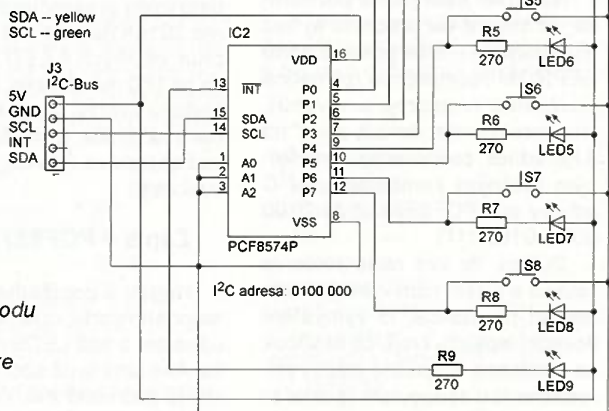 SDA -- yellow
SCL -- green
J3
I²C-Bus
5V
GND
SCL
INT
SDA
IC2
VDD
16
13
INT
15
SDA
14
SCL
1
A0
2
A1
3
A2
P0
4
P1
5
P2
6
P3
7
P4
9
P5
10
P6
11
P7
12
VSS
8
PCF8574P
I²C adresa: 0100 000
S5
R5
270
LED6
S6
R6
270
LED5
S7
R7
270
LED7
S8
R8
270
LED8
R9
270
LED9
odu